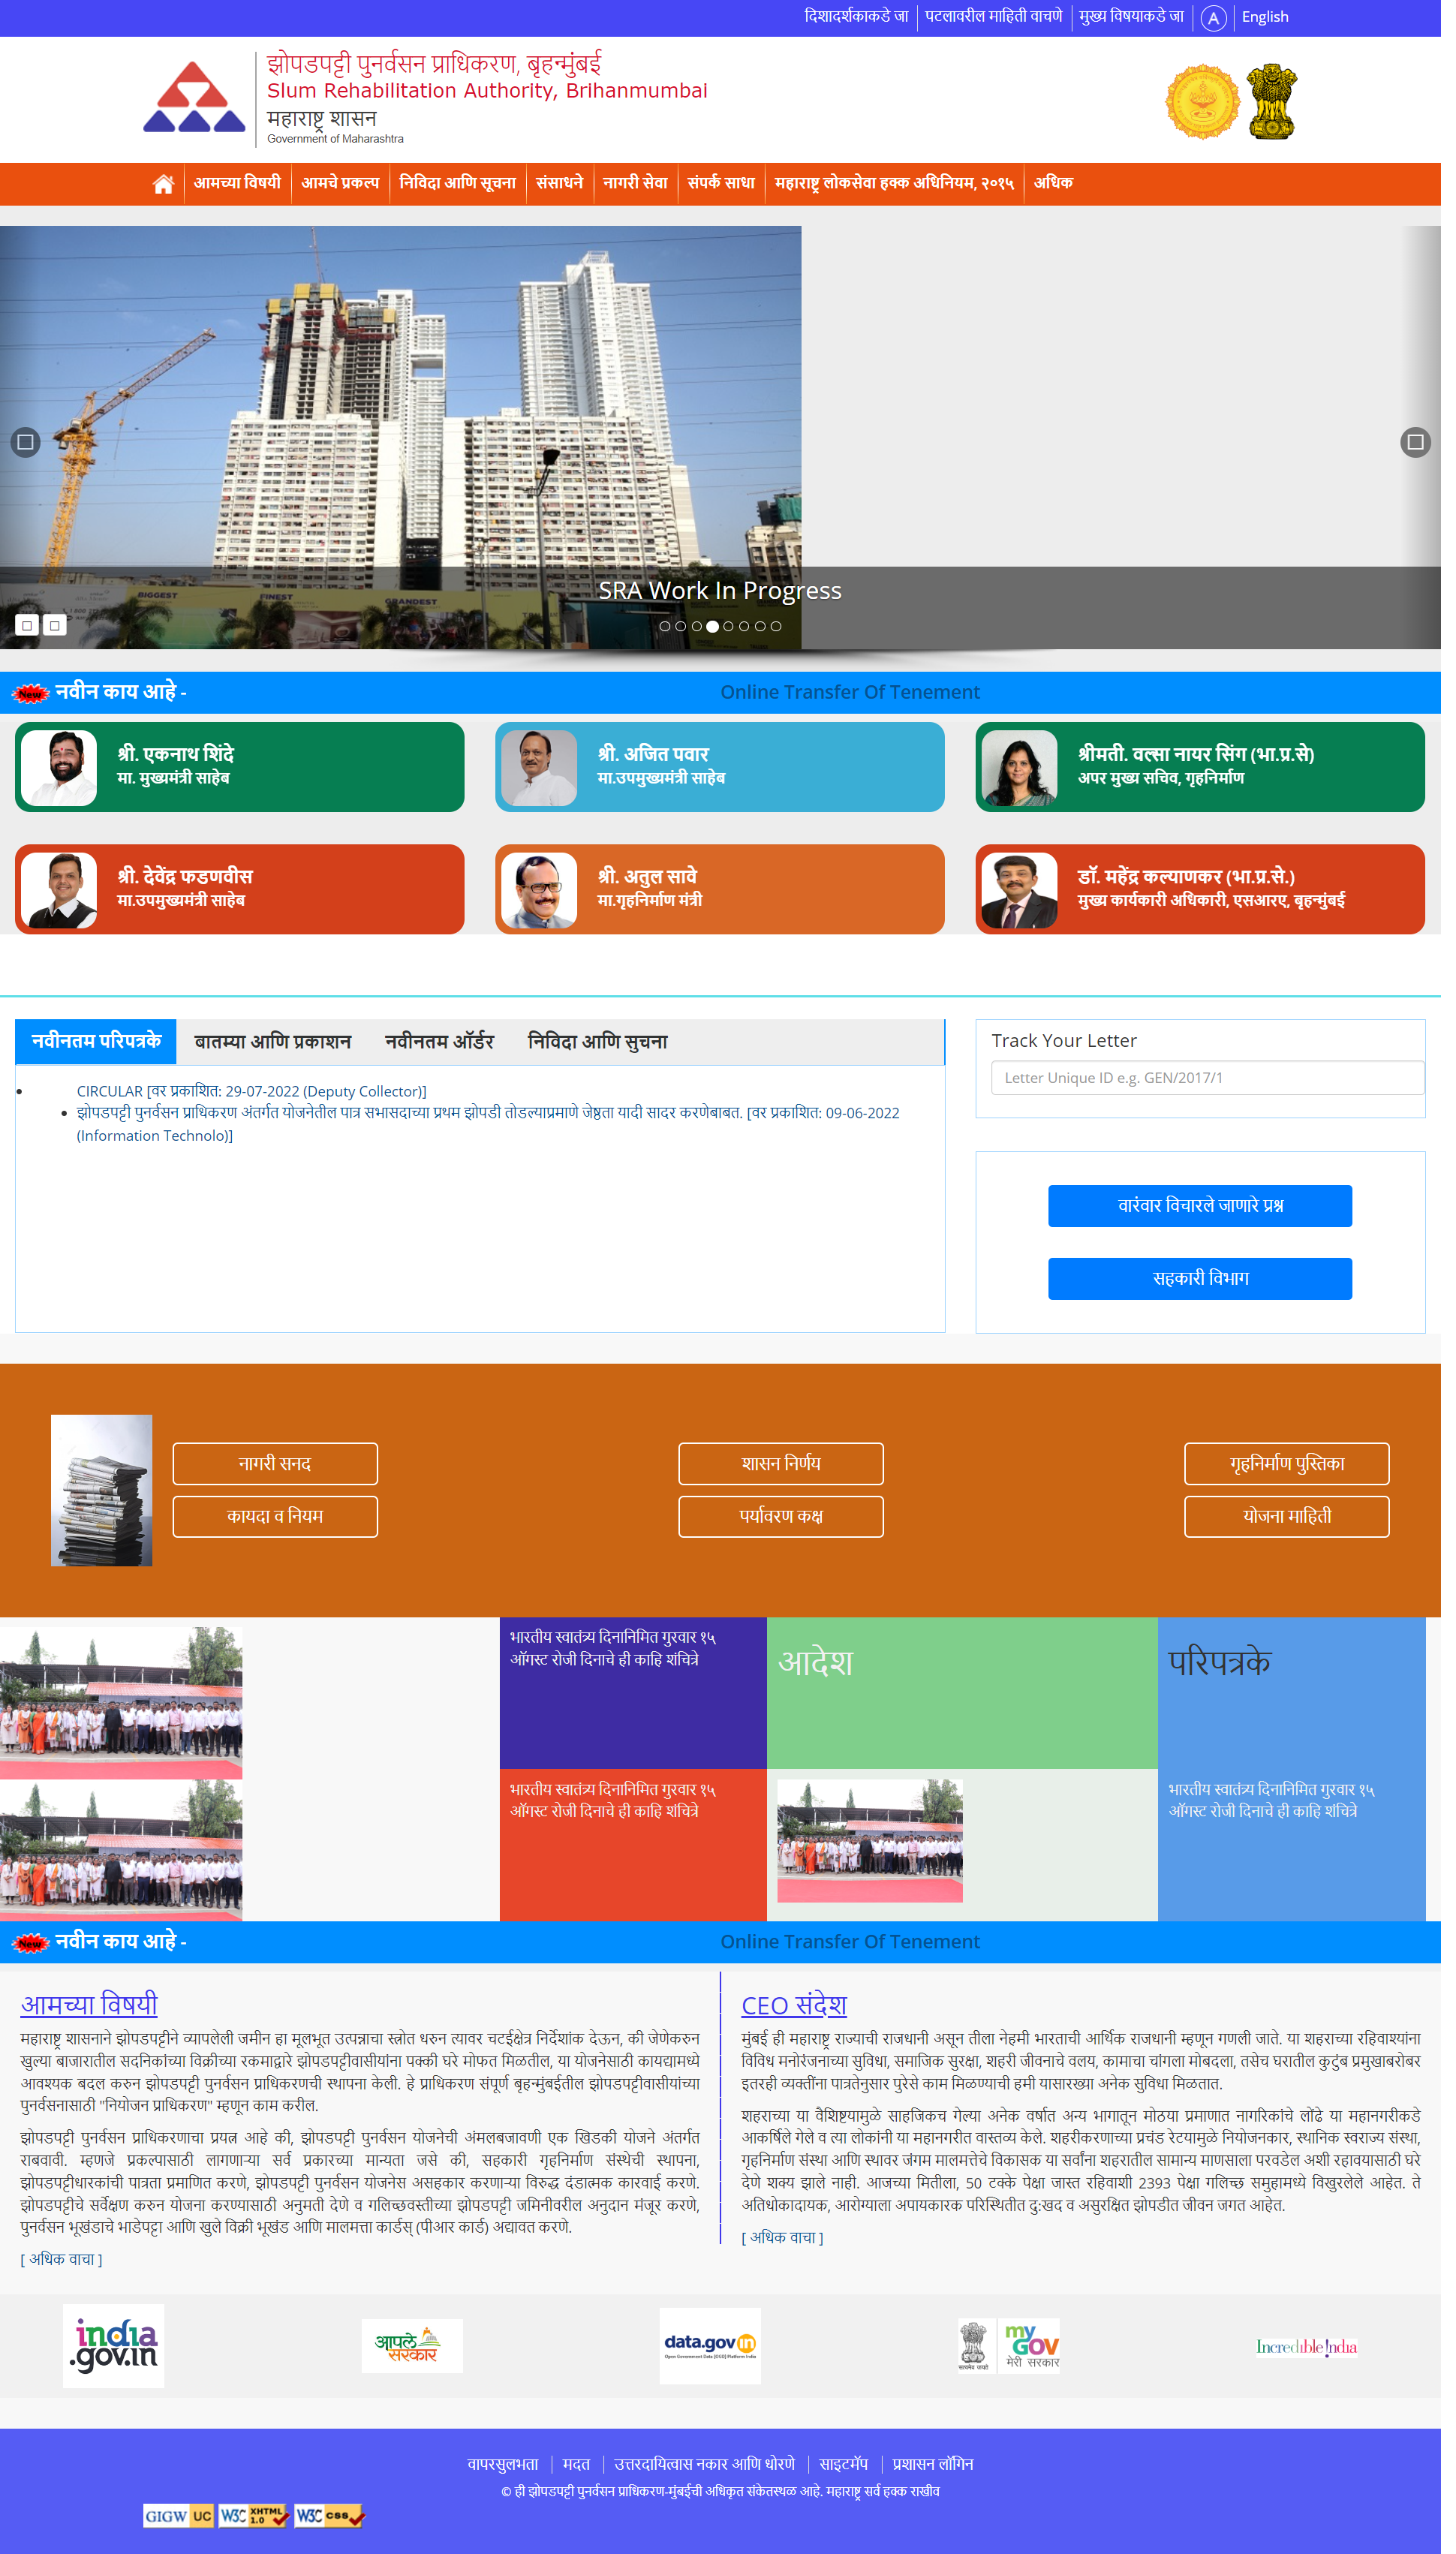 दिशादर्शकाकडे जा
पटलावरील माहिती वाचणे
मुख्य विषयाकडे जा
A
English
झोपडपट्टी पुनर्वसन प्राधिकरण, बृहन्मुंबई
Slum Rehabilitation Authority, Brihanmumbai
महाराष्ट्र शासन
Government of Maharashtra
आमच्या विषयी
आमचे प्रकल्प
निविदा आणि सूचना
संसाधने
नागरी सेवा
संपर्क साधा
महाराष्ट्र लोकसेवा हक्क अधिनियम, २०१५
अधिक
BIGGEST
FINEST
GRANDEST
SRA Work In Progress
New नवीन काय आहे -
Online Transfer Of Tenement
श्री. एकनाथ शिंदे
मा. मुख्यमंत्री साहेब
श्री. अजित पवार
मा.उपमुख्यमंत्री साहेब
श्रीमती. वल्सा नायर सिंग (भा.प्र.से)
अपर मुख्य सचिव, गृहनिर्माण
श्री. देवेंद्र फडणवीस
मा.उपमुख्यमंत्री साहेब
श्री. अतुल सावे
मा.गृहनिर्माण मंत्री
डॉ. महेंद्र कल्याणकर (भा.प्र.से.)
मुख्य कार्यकारी अधिकारी, एसआरए, बृहन्मुंबई
नवीनतम परिपत्रके
बातम्या आणि प्रकाशन
नवीनतम ऑर्डर
निविदा आणि सुचना
CIRCULAR [वर प्रकाशित: 29-07-2022 (Deputy Collector)]
झोपडपट्टी पुनर्वसन प्राधिकरण अंतर्गत योजनेतील पात्र सभासदाच्या प्रथम झोपडी तोडल्याप्रमाणे जेष्ठता यादी सादर करणेबाबत. [वर प्रकाशित: 09-06-2022
(Information Technolo)]
Track Your Letter
Letter Unique ID e.g. GEN/2017/1
वारंवार विचारले जाणारे प्रश्न
सहकारी विभाग
नागरी सनद
शासन निर्णय
गृहनिर्माण पुस्तिका
कायदा व नियम
पर्यावरण कक्ष
योजना माहिती
भारतीय स्वातंत्र्य दिनानिमित गुरवार १५
ऑगस्ट रोजी दिनाचे ही काहि शंचित्रे
आदेश
परिपत्रके
भारतीय स्वातंत्र्य दिनानिमित गुरवार १५
ऑगस्ट रोजी दिनाचे ही काहि शंचित्रे
भारतीय स्वातंत्र्य दिनानिमित गुरवार १५
ऑगस्ट रोजी दिनाचे ही काहि शंचित्रे
New नवीन काय आहे -
Online Transfer Of Tenement
आमच्या विषयी
महाराष्ट्र शासनाने झोपडपट्टीने व्यापलेली जमीन हा मूलभूत उत्पन्नाचा स्त्रोत धरुन त्यावर चटईक्षेत्र निर्देशांक देऊन, की जेणेकरुन
खुल्या बाजारातील सदनिकांच्या विक्रीच्या रकमाद्वारे झोपडपट्टीवासीयांना पक्की घरे मोफत मिळतील, या योजनेसाठी कायद्यामध्ये
आवश्यक बदल करुन झोपडपट्टी पुनर्वसन प्राधिकरणची स्थापना केली. हे प्राधिकरण संपूर्ण बृहन्मुंबईतील झोपडपट्टीवासीयांच्या
पुनर्वसनासाठी "नियोजन प्राधिकरण" म्हणून काम करील.
झोपडपट्टी पुनर्वसन प्राधिकरणाचा प्रयत्न आहे की, झोपडपट्टी पुनर्वसन योजनेची अंमलबजावणी एक खिडकी योजने अंतर्गत
राबवावी. म्हणजे प्रकल्पासाठी लागणाऱ्या सर्व प्रकारच्या मान्यता जसे की, सहकारी गृहनिर्माण संस्थेची स्थापना,
झोपडपट्टीधारकांची पात्रता प्रमाणित करणे, झोपडपट्टी पुनर्वसन योजनेस असहकार करणाऱ्या विरुद्ध दंडात्मक कारवाई करणे.
झोपडपट्टीचे सर्वेक्षण करुन योजना करण्यासाठी अनुमती देणे व गलिच्छवस्तीच्या झोपडपट्टी जमिनीवरील अनुदान मंजूर करणे,
पुनर्वसन भूखंडाचे भाडेपट्टा आणि खुले विक्री भूखंड आणि मालमत्ता कार्डस् (पीआर कार्ड) अद्यावत करणे.
[ अधिक वाचा ]
CEO संदेश
मुंबई ही महाराष्ट्र राज्याची राजधानी असून तीला नेहमी भारताची आर्थिक राजधानी म्हणून गणली जाते. या शहराच्या रहिवाश्यांना
विविध मनोरंजनाच्या सुविधा, समाजिक सुरक्षा, शहरी जीवनाचे वलय, कामाचा चांगला मोबदला, तसेच घरातील कुटुंब प्रमुखाबरोबर
इतरही व्यक्तींना पात्रतेनुसार पुरेसे काम मिळण्याची हमी यासारख्या अनेक सुविधा मिळतात.
शहराच्या या वैशिष्टयामुळे साहजिकच गेल्या अनेक वर्षात अन्य भागातून मोठया प्रमाणात नागरिकांचे लोंढे या महानगरीकडे
आकर्षिले गेले व त्या लोकांनी या महानगरीत वास्तव्य केले. शहरीकरणाच्या प्रचंड रेटयामुळे नियोजनकार, स्थानिक स्वराज्य संस्था,
गृहनिर्माण संस्था आणि स्थावर जंगम मालमत्तेचे विकासक या सर्वांना शहरातील सामान्य माणसाला परवडेल अशी रहावयासाठी घरे
देणे शक्य झाले नाही. आजच्या मितीला, 50 टक्के पेक्षा जास्त रहिवाशी 2393 पेक्षा गलिच्छ समुहामध्ये विखुरलेले आहेत. ते
अतिधोकादायक, आरोग्याला अपायकारक परिस्थितीत दु:खद व असुरक्षित झोपडीत जीवन जगत आहेत.
[ अधिक वाचा ]
india
.gov.in
आपले
सरकार
data.gov in
Open Government Data (OGD) Platform India
सत्यमेव जयते
my
GOV
मेरी सरकार
Incredible !ndia
वापरसुलभता
मदत
उत्तरदायित्वास नकार आणि धोरणे
साइटमॅप
प्रशासन लॉगिन
© ही झोपडपट्टी पुनर्वसन प्राधिकरण-मुंबईची अधिकृत संकेतस्थळ आहे. महाराष्ट्र सर्व हक्क राखीव
GIGW UC
W3C XHTML 1.0
W3C CSS